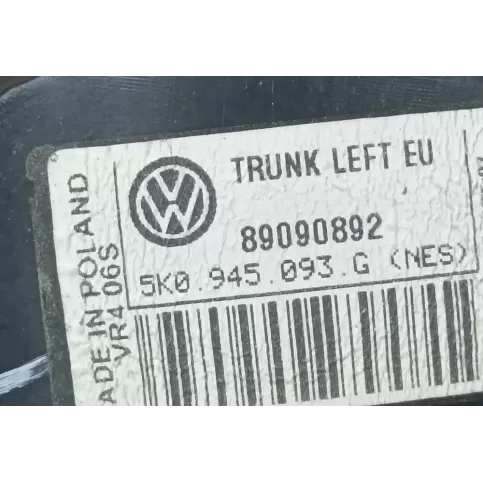 TRUNK LEFT EU
89090892
5K0.945.093.G (NES)
ADE IN POLAND
VR4 06S